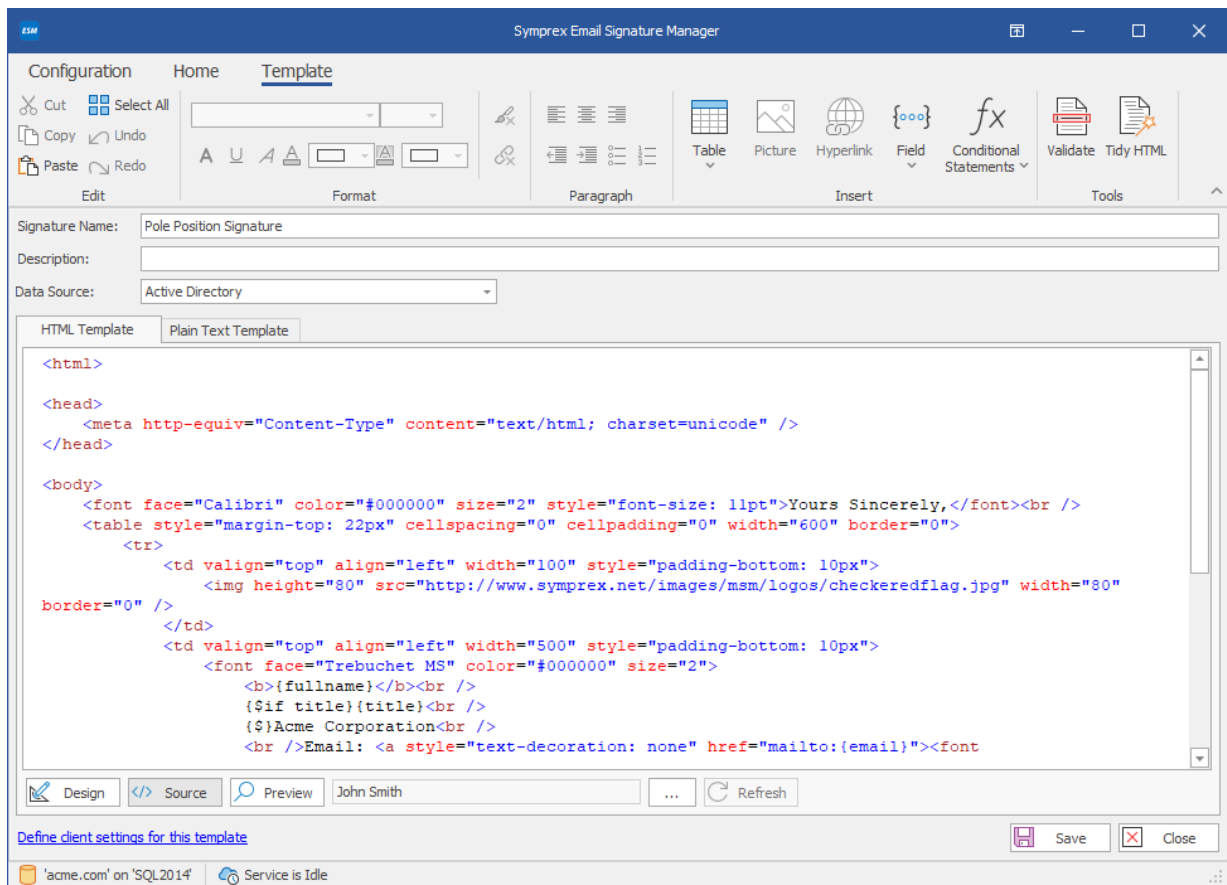 ESM Symprex Email Signature Manager
Configuration Home Template
Cut Select All
Copy Undo
Paste Redo
Edit
A U A A A
Format
Paragraph
Table Picture Hyperlink {ooo} Field fx Conditional Statements
Insert
Validate Tidy HTML
Tools
Signature Name: Pole Position Signature
Description:
Data Source: Active Directory
HTML Template Plain Text Template
<html>
<head>
<meta http-equiv="Content-Type" content="text/html; charset=unicode" />
</head>
<body>
<font face="Calibri" color="#000000" size="2" style="font-size: 11pt">Yours Sincerely,</font><br />
<table style="margin-top: 22px" cellspacing="0" cellpadding="0" width="600" border="0">
<tr>
<td valign="top" align="left" width="100" style="padding-bottom: 10px">
<img height="80" src="http://www.symprex.net/images/msm/logos/checkeredflag.jpg" width="80"
border="0" />
</td>
<td valign="top" align="left" width="500" style="padding-bottom: 10px">
<font face="Trebuchet MS" color="#000000" size="2">
<b>{fullname}</b><br />
{$if title}{title}<br />
{$}Acme Corporation<br />
<br />Email: <a style="text-decoration: none" href="mailto:{email}"><font
Design </> Source Preview John Smith ... Refresh
Define client settings for this template
Save Close
'acme.com' on 'SQL2014' Service is Idle